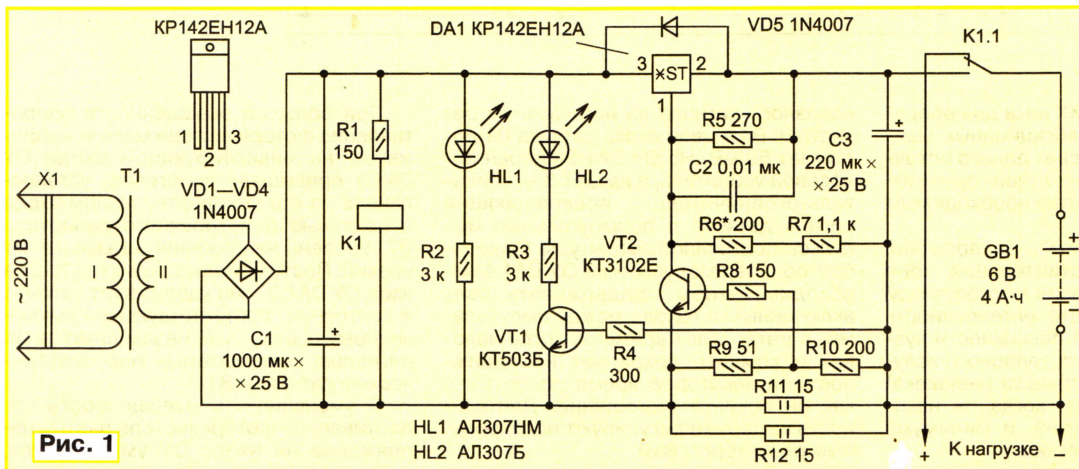 КР142ЕН12А
DA1 КР142ЕН12А
VD5 1N4007
K1.1
3
2
✕ST
1
1
3
R1
150
R5 270
C3
220 мк ×
× 25 В
C2 0,01 мк
HL1
HL2
X1
T1
VD1—VD4
1N4007
K1
R6* 200
R7 1,1 к
~ 220 В
I
II
R2
3 к
R3
3 к
VT2
КТ3102Е
R8 150
GB1
6 В
4 А·ч
C1
1000 мк ×
× 25 В
VT1
КТ503Б
R4
300
R9 51
R10 200
R11 15
R12 15
HL1 АЛ307НМ
HL2 АЛ307Б
Рис. 1
+
К нагрузке
−